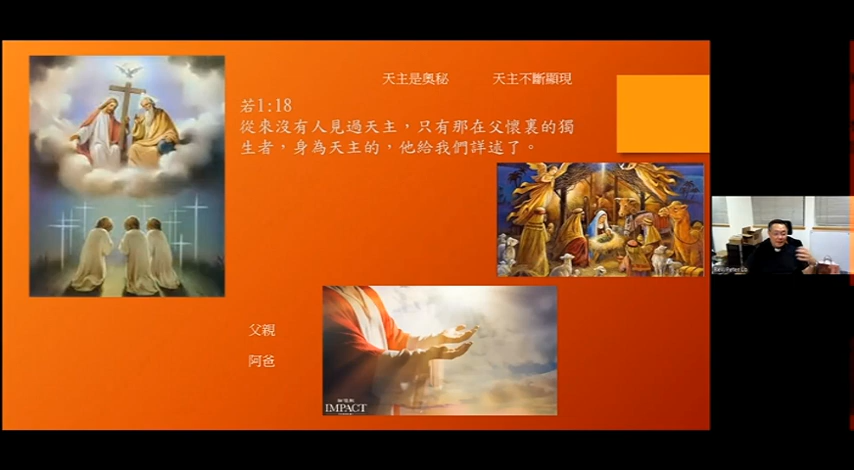 天主是奧秘 天主不斷顯現
若1:18
從來沒有人見過天主，只有那在父懷裏的獨
生者，身為天主的，他給我們詳述了。
父親
阿爸
IMPACT